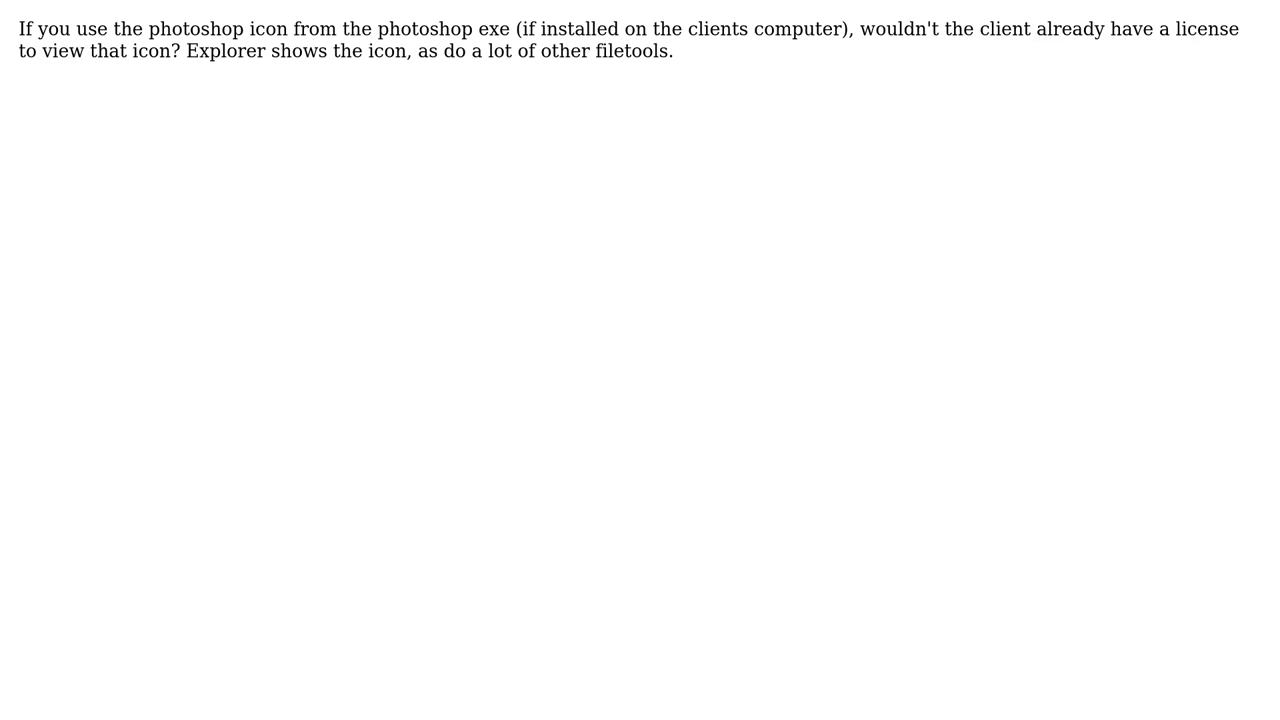 If you use the photoshop icon from the photoshop exe (if installed on the clients computer), wouldn't the client already have a license
to view that icon? Explorer shows the icon, as do a lot of other filetools.